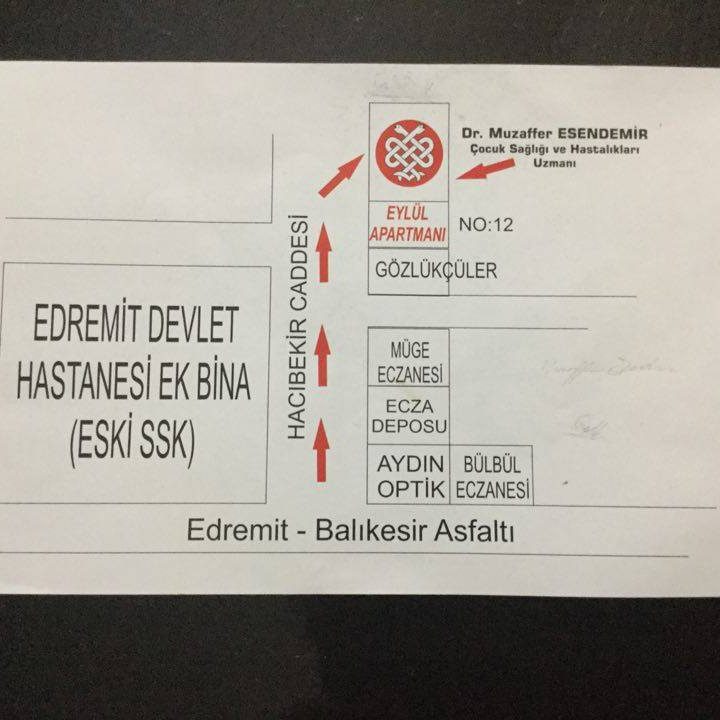 Dr. Muzaffer ESENDEMİR
Çocuk Sağlığı ve Hastalıkları
Uzmanı
EYLÜL
APARTMANI
NO:12
GÖZLÜKÇÜLER
HACIBEKİR CADDESİ
EDREMİT DEVLET
HASTANESİ EK BİNA
(ESKİ SSK)
MÜGE
ECZANESİ
ECZA
DEPOSU
AYDIN
OPTİK
BÜLBÜL
ECZANESİ
Edremit - Balıkesir Asfaltı